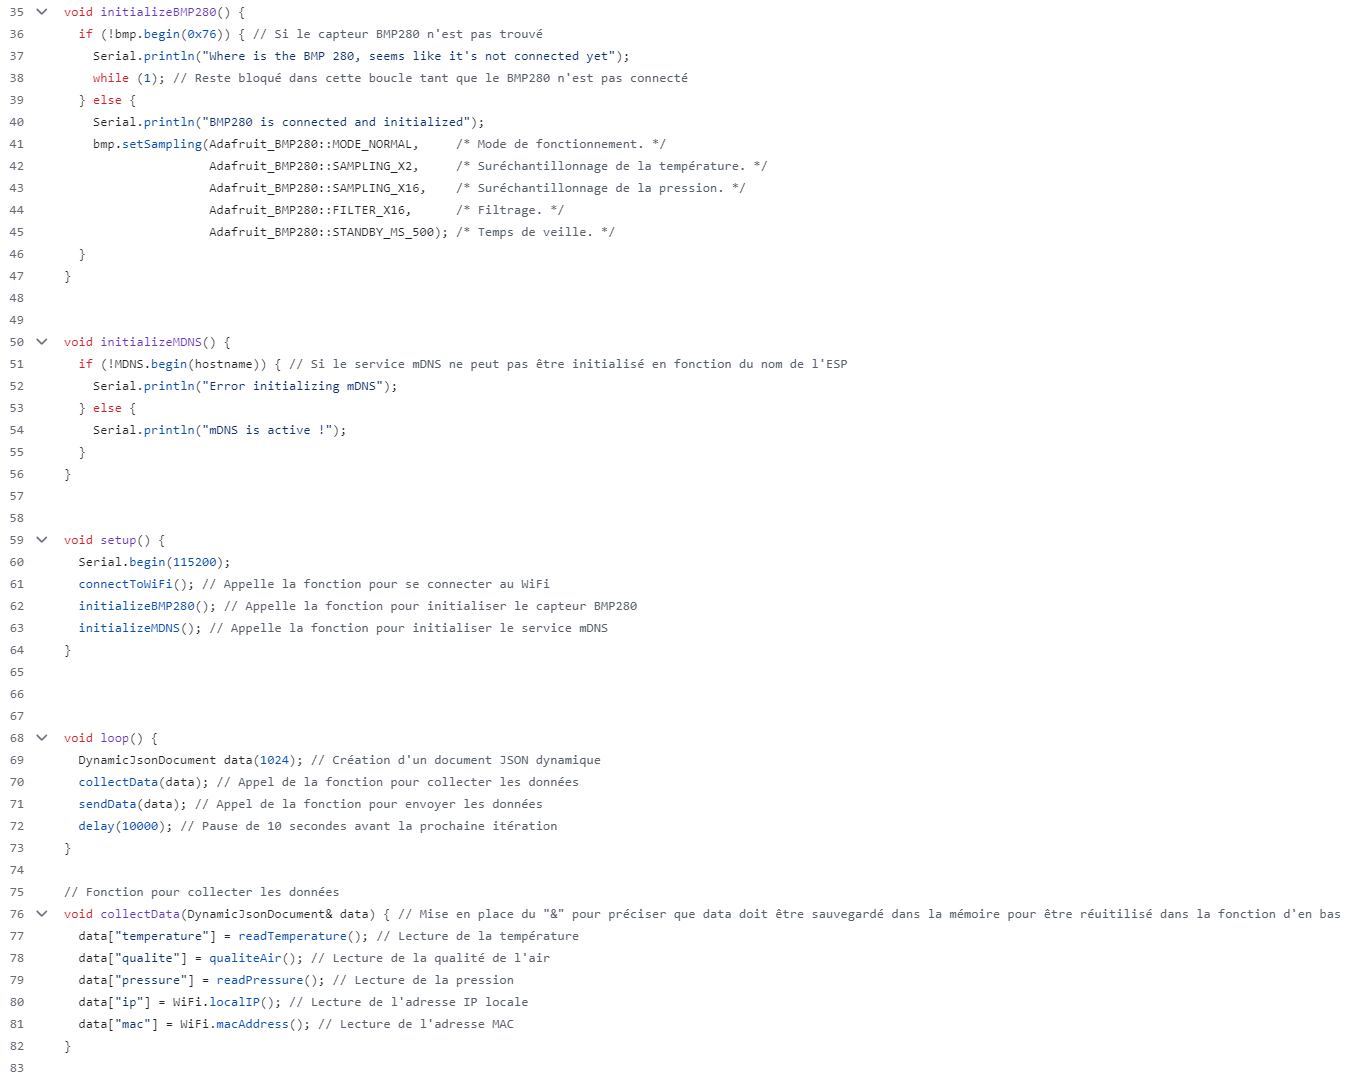 35 void initializeBMP280() {
36   if (!bmp.begin(0x76)) { // Si le capteur BMP280 n'est pas trouvé
37     Serial.println("Where is the BMP 280, seems like it's not connected yet");
38     while (1); // Reste bloqué dans cette boucle tant que le BMP280 n'est pas connecté
39   } else {
40     Serial.println("BMP280 is connected and initialized");
41     bmp.setSampling(Adafruit_BMP280::MODE_NORMAL,     /* Mode de fonctionnement. */
42                     Adafruit_BMP280::SAMPLING_X2,     /* Suréchantillonnage de la température. */
43                     Adafruit_BMP280::SAMPLING_X16,    /* Suréchantillonnage de la pression. */
44                     Adafruit_BMP280::FILTER_X16,      /* Filtrage. */
45                     Adafruit_BMP280::STANDBY_MS_500); /* Temps de veille. */
46   }
47 }
48
49
50 void initializeMDNS() {
51   if (!MDNS.begin(hostname)) { // Si le service mDNS ne peut pas être initialisé en fonction du nom de l'ESP
52     Serial.println("Error initializing mDNS");
53   } else {
54     Serial.println("mDNS is active !");
55   }
56 }
57
58
59 void setup() {
60   Serial.begin(115200);
61   connectToWiFi(); // Appelle la fonction pour se connecter au WiFi
62   initializeBMP280(); // Appelle la fonction pour initialiser le capteur BMP280
63   initializeMDNS(); // Appelle la fonction pour initialiser le service mDNS
64 }
65
66
67
68 void loop() {
69   DynamicJsonDocument data(1024); // Création d'un document JSON dynamique
70   collectData(data); // Appel de la fonction pour collecter les données
71   sendData(data); // Appel de la fonction pour envoyer les données
72   delay(10000); // Pause de 10 secondes avant la prochaine itération
73 }
74
75 // Fonction pour collecter les données
76 void collectData(DynamicJsonDocument& data) { // Mise en place du "&" pour préciser que data doit être sauvegardé dans la mémoire pour être réuitilisé dans la fonction d'en bas
77   data["temperature"] = readTemperature(); // Lecture de la température
78   data["qualite"] = qualiteAir(); // Lecture de la qualité de l'air
79   data["pressure"] = readPressure(); // Lecture de la pression
80   data["ip"] = WiFi.localIP(); // Lecture de l'adresse IP locale
81   data["mac"] = WiFi.macAddress(); // Lecture de l'adresse MAC
82 }
83